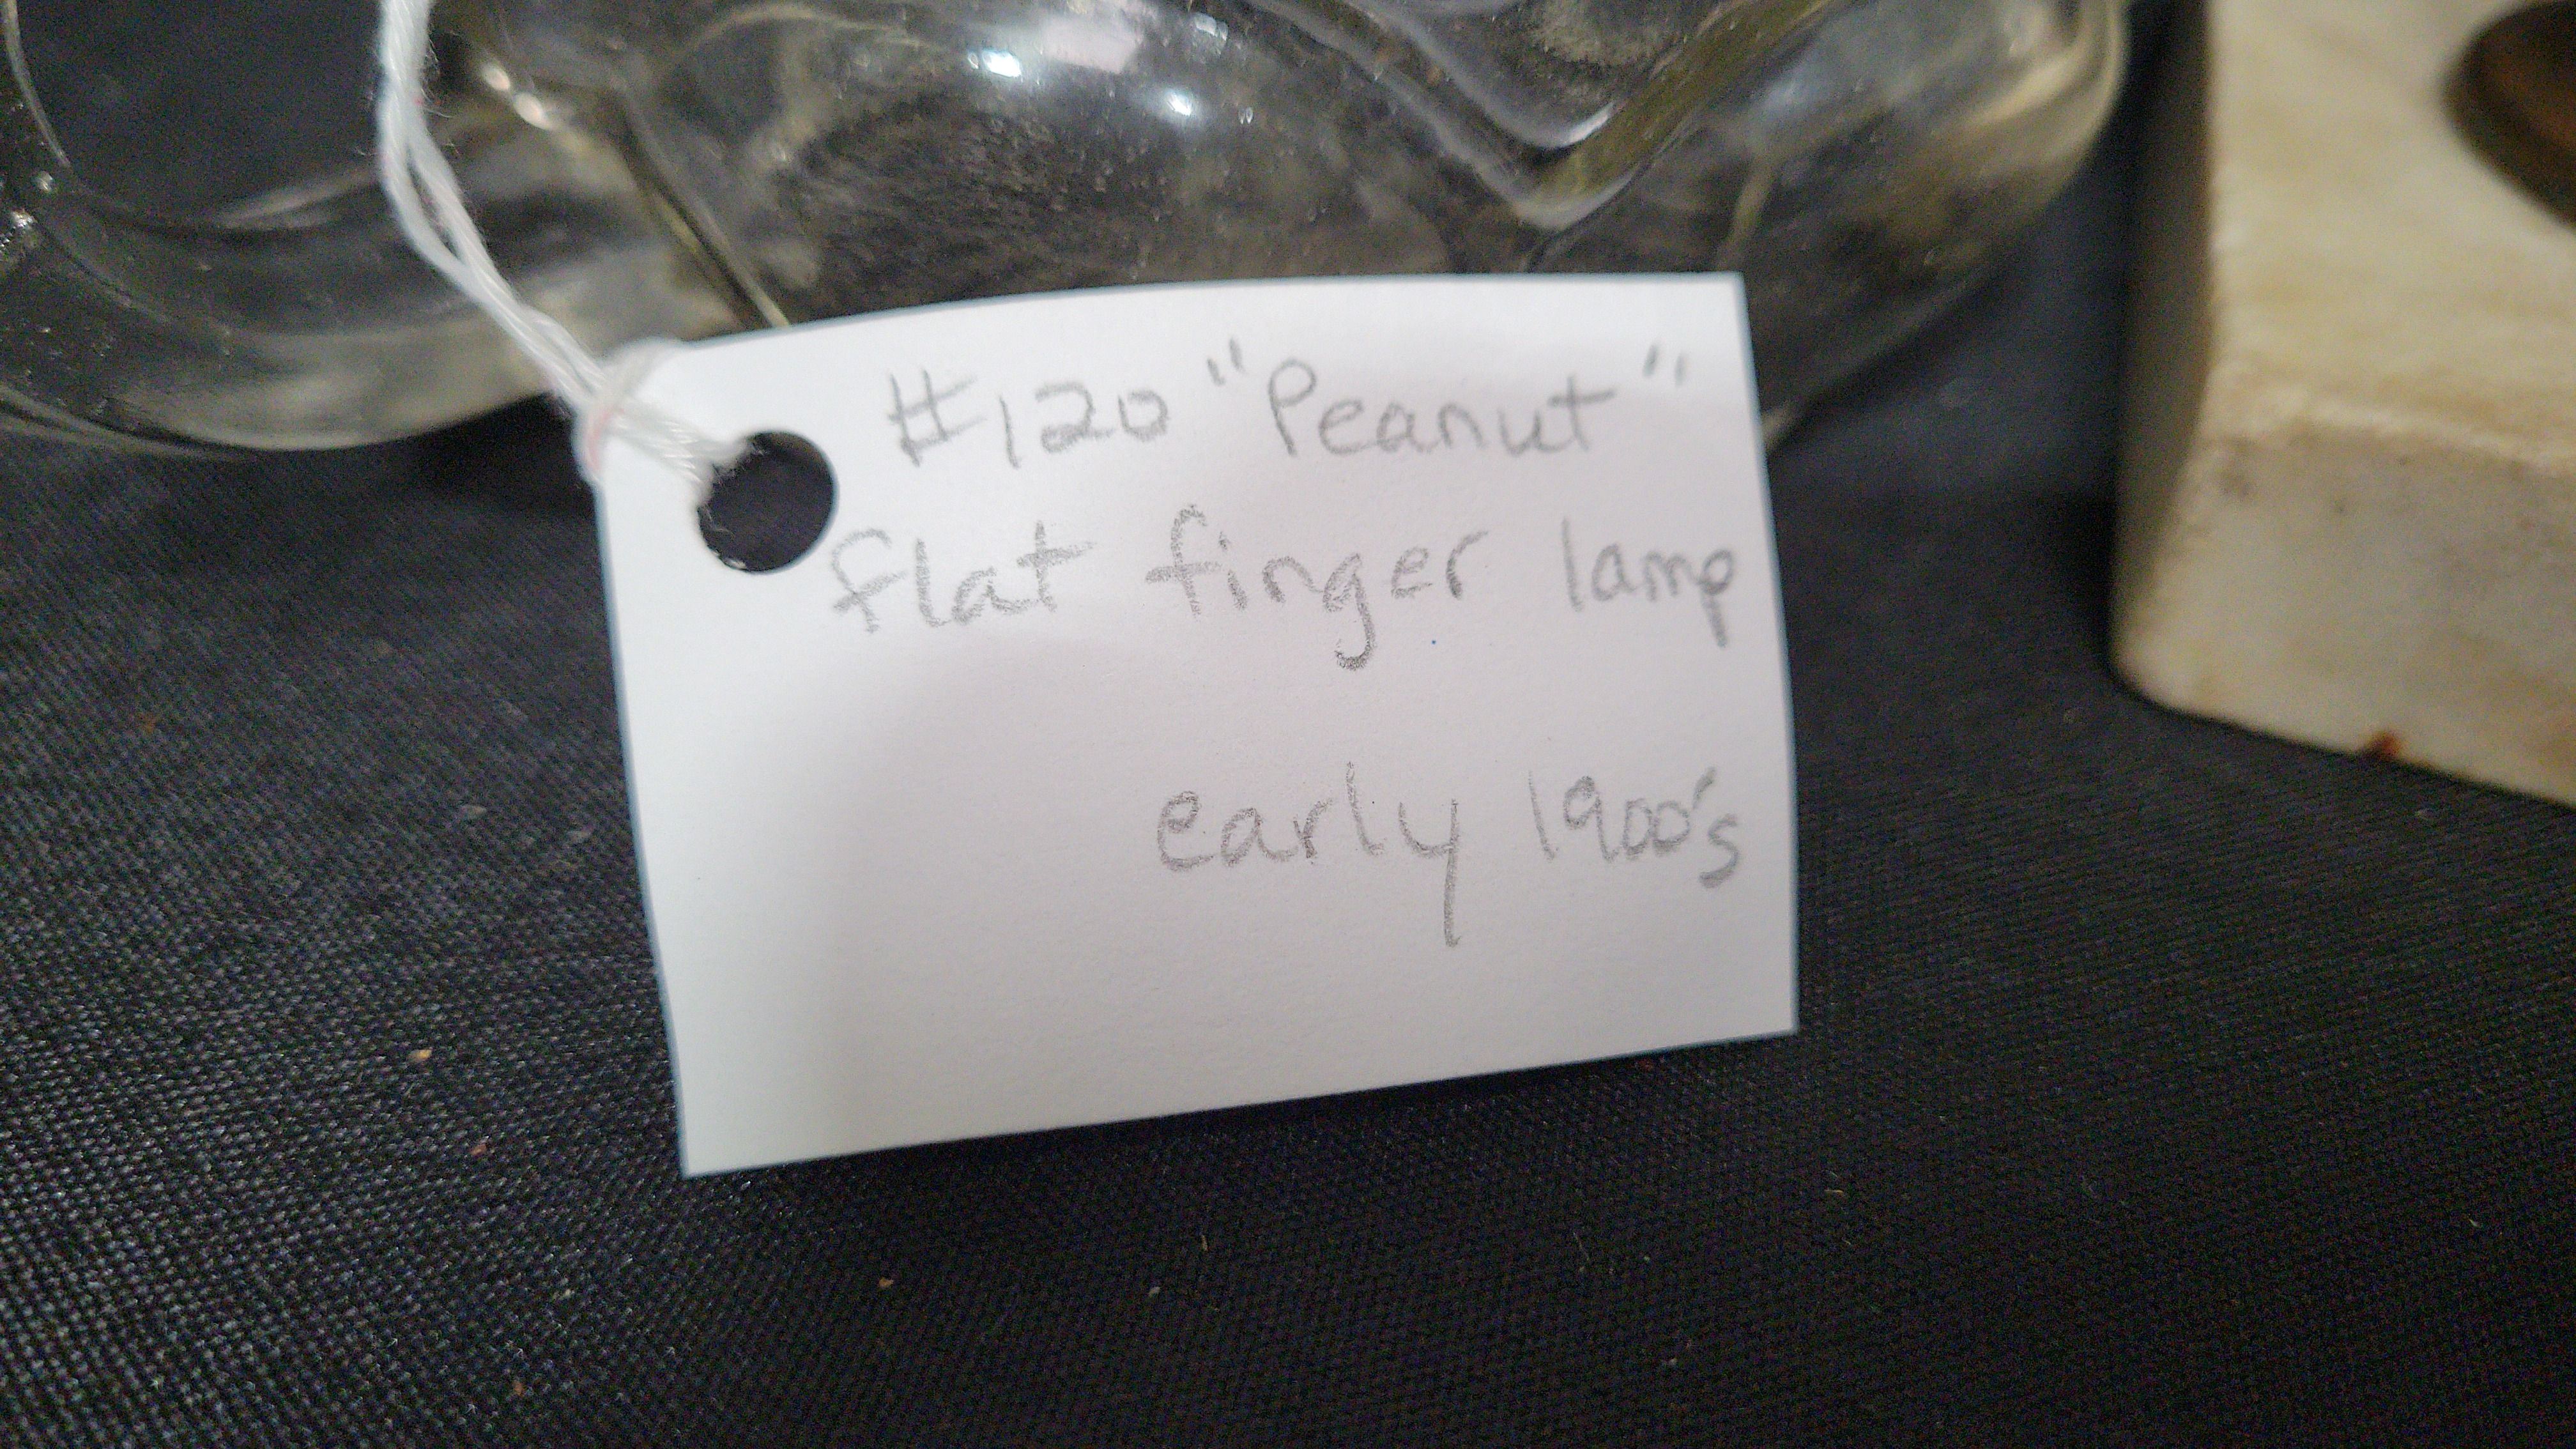 #120 "Peanut"
flat finger lamp
early 1900's